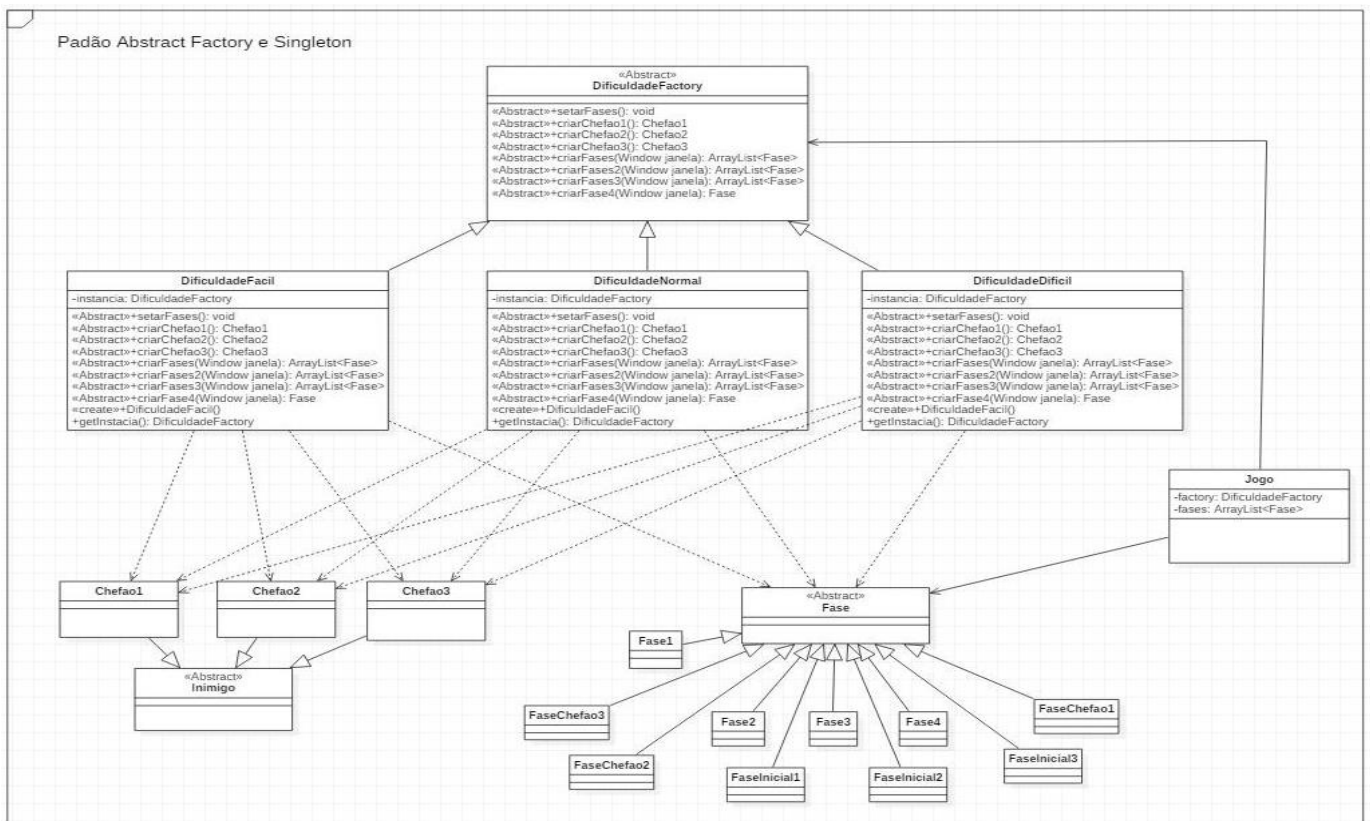 Padão Abstract Factory e Singleton
«Abstract»
DificuldadeFactory
«Abstract»+setarFases(): void
«Abstract»+criarChefao1(): Chefao1
«Abstract»+criarChefao2(): Chefao2
«Abstract»+criarChefao3(): Chefao3
«Abstract»+criarFases(Window janela): ArrayList<Fase>
«Abstract»+criarFases2(Window janela): ArrayList<Fase>
«Abstract»+criarFases3(Window janela): ArrayList<Fase>
«Abstract»+criarFase4(Window janela): Fase
DificuldadeFacil
-instancia: DificuldadeFactory
«Abstract»+setarFases(): void
«Abstract»+criarChefao1(): Chefao1
«Abstract»+criarChefao2(): Chefao2
«Abstract»+criarChefao3(): Chefao3
«Abstract»+criarFases(Window janela): ArrayList<Fase>
«Abstract»+criarFases2(Window janela): ArrayList<Fase>
«Abstract»+criarFases3(Window janela): ArrayList<Fase>
«Abstract»+criarFase4(Window janela): Fase
«create»+DificuldadeFacil()
+getInstacia(): DificuldadeFactory
DificuldadeNormal
-instancia: DificuldadeFactory
«Abstract»+setarFases(): void
«Abstract»+criarChefao1(): Chefao1
«Abstract»+criarChefao2(): Chefao2
«Abstract»+criarChefao3(): Chefao3
«Abstract»+criarFases(Window janela): ArrayList<Fase>
«Abstract»+criarFases2(Window janela): ArrayList<Fase>
«Abstract»+criarFases3(Window janela): ArrayList<Fase>
«Abstract»+criarFase4(Window janela): Fase
«create»+DificuldadeFacil()
+getInstacia(): DificuldadeFactory
DificuldadeDificil
-instancia: DificuldadeFactory
«Abstract»+setarFases(): void
«Abstract»+criarChefao1(): Chefao1
«Abstract»+criarChefao2(): Chefao2
«Abstract»+criarChefao3(): Chefao3
«Abstract»+criarFases(Window janela): ArrayList<Fase>
«Abstract»+criarFases2(Window janela): ArrayList<Fase>
«Abstract»+criarFases3(Window janela): ArrayList<Fase>
«Abstract»+criarFase4(Window janela): Fase
«create»+DificuldadeFacil()
+getInstacia(): DificuldadeFactory
Jogo
-factory: DificuldadeFactory
-fases: ArrayList<Fase>
Chefao1
Chefao2
Chefao3
«Abstract»
Inimigo
«Abstract»
Fase
Fase1
FaseChefao3
FaseChefao2
Fase2
FaseInicial1
Fase3
FaseInicial2
Fase4
FaseInicial3
FaseChefao1